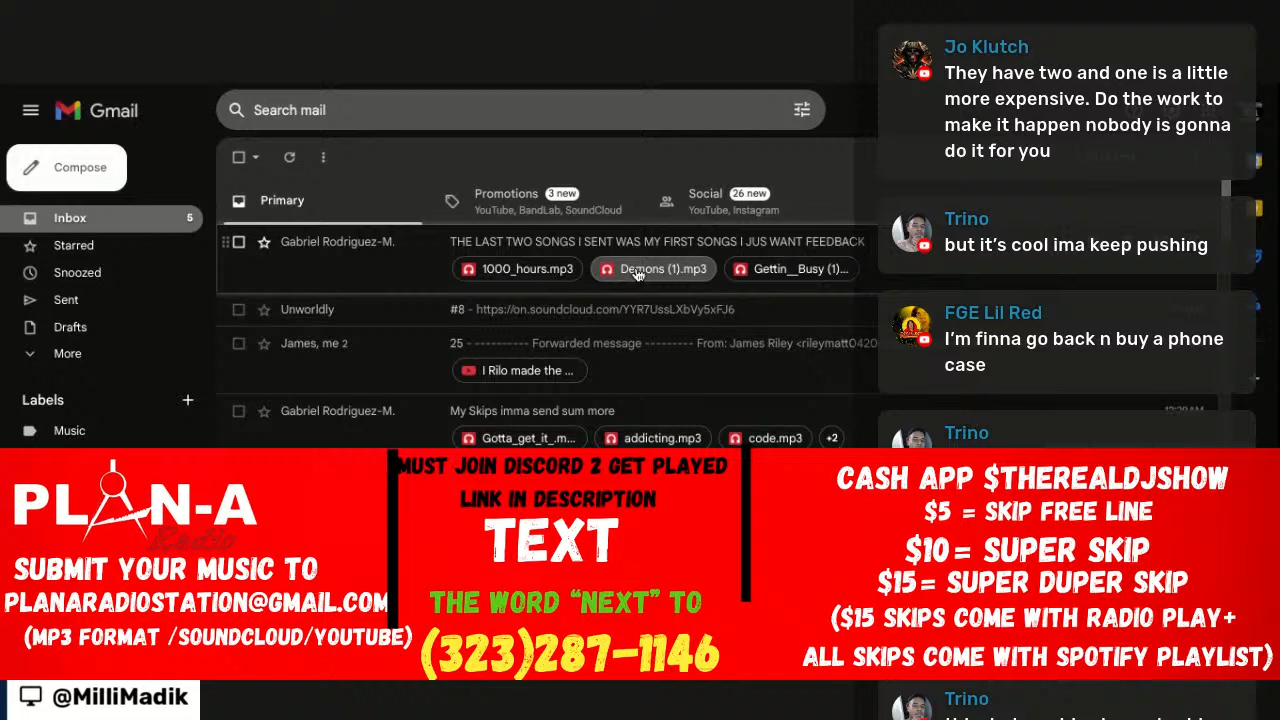 Gmail
Search mail
Compose
Inbox 5
Starred
Snoozed
Sent
Drafts
More
Labels
Music
Primary
Promotions 3 new
YouTube, BandLab, SoundCloud
Social 26 new
YouTube, Instagram
Gabriel Rodriguez-M. THE LAST TWO SONGS I SENT WAS MY FIRST SONGS I JUS WANT FEEDBACK
1000_hours.mp3 Demons (1).mp3 Gettin__Busy (1)...
Unworldly #8 - https://on.soundcloud.com/YYR7UssLXbVy5xFJ6
James, me 2 25 - ---------- Forwarded message --------- From: James Riley <rileymatt0420
I Rilo made the ...
Gabriel Rodriguez-M. My Skips imma send sum more
Gotta_get_it_.m... addicting.mp3 code.mp3 +2
Jo Klutch
They have two and one is a little
more expensive. Do the work to
make it happen nobody is gonna
do it for you
Trino
but it's cool ima keep pushing
FGE Lil Red
I'm finna go back n buy a phone
case
Trino
PLAN-A
Radio
SUBMIT YOUR MUSIC TO
PLANARADIOSTATION@GMAIL.COM
(MP3 FORMAT /SOUNDCLOUD/YOUTUBE)
MUST JOIN DISCORD 2 GET PLAYED
LINK IN DESCRIPTION
TEXT
THE WORD "NEXT" TO
(323)287-1146
CASH APP $THEREALDJSHOW
$5 = SKIP FREE LINE
$10= SUPER SKIP
$15= SUPER DUPER SKIP
($15 SKIPS COME WITH RADIO PLAY+
ALL SKIPS COME WITH SPOTIFY PLAYLIST)
@MilliMadik
Trino